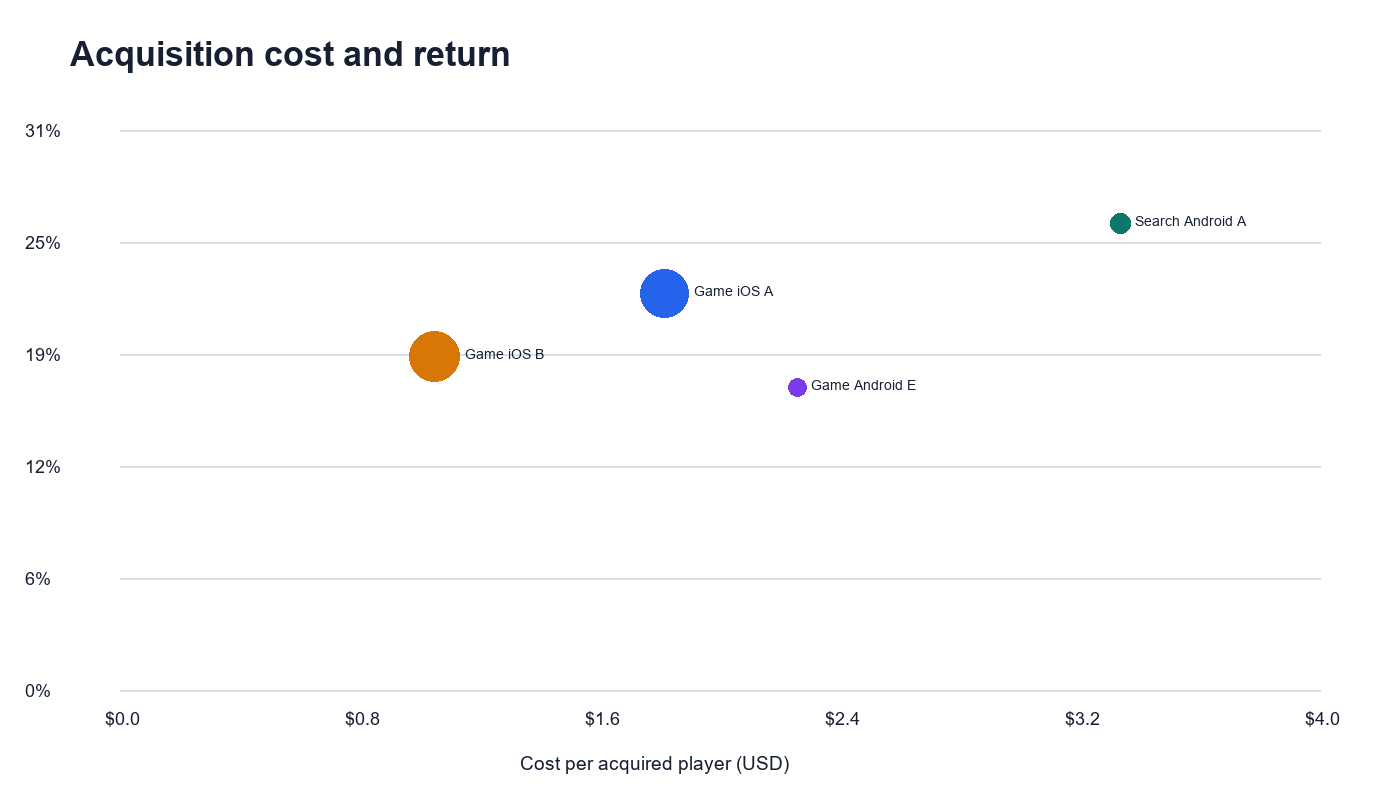 Acquisition cost and return
31%
Search Android A
25%
Game iOS A
19%
Game iOS B
Game Android E
12%
6%
0%
$0.0 $0.8 $1.6 $2.4 $3.2 $4.0
Cost per acquired player (USD)